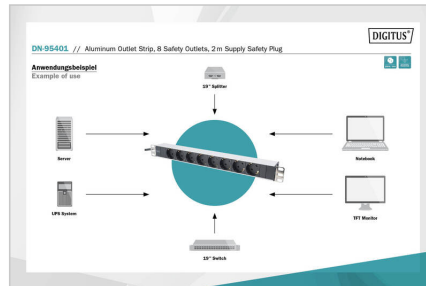 DIGITUS®
DN-95401 // Aluminum Outlet Strip, 8 Safety Outlets, 2 m Supply Safety Plug
Anwendungsbeispiel
Example of use
19" Splitter
Server
Notebook
UPS System
TFT Monitor
19" Switch